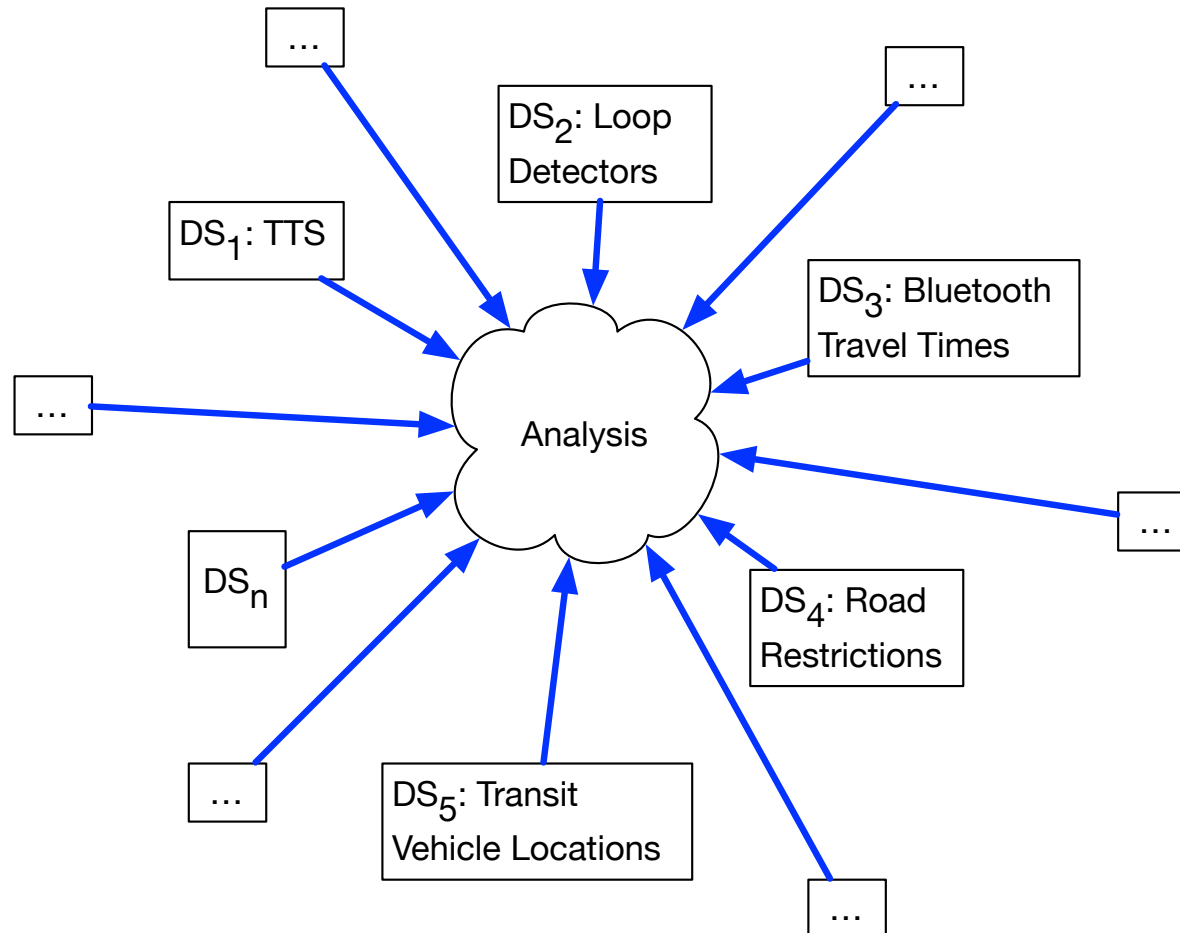 ...
...
DS2: Loop
Detectors
DS1: TTS
DS3: Bluetooth
Travel Times
...
Analysis
...
DSn
DS4: Road
Restrictions
...
DS5: Transit
Vehicle Locations
...